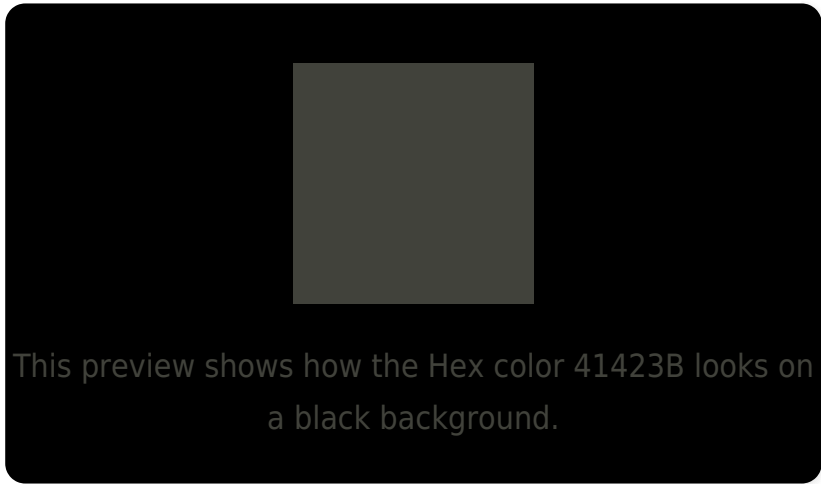 This preview shows how the Hex color 41423B looks on
a black background.